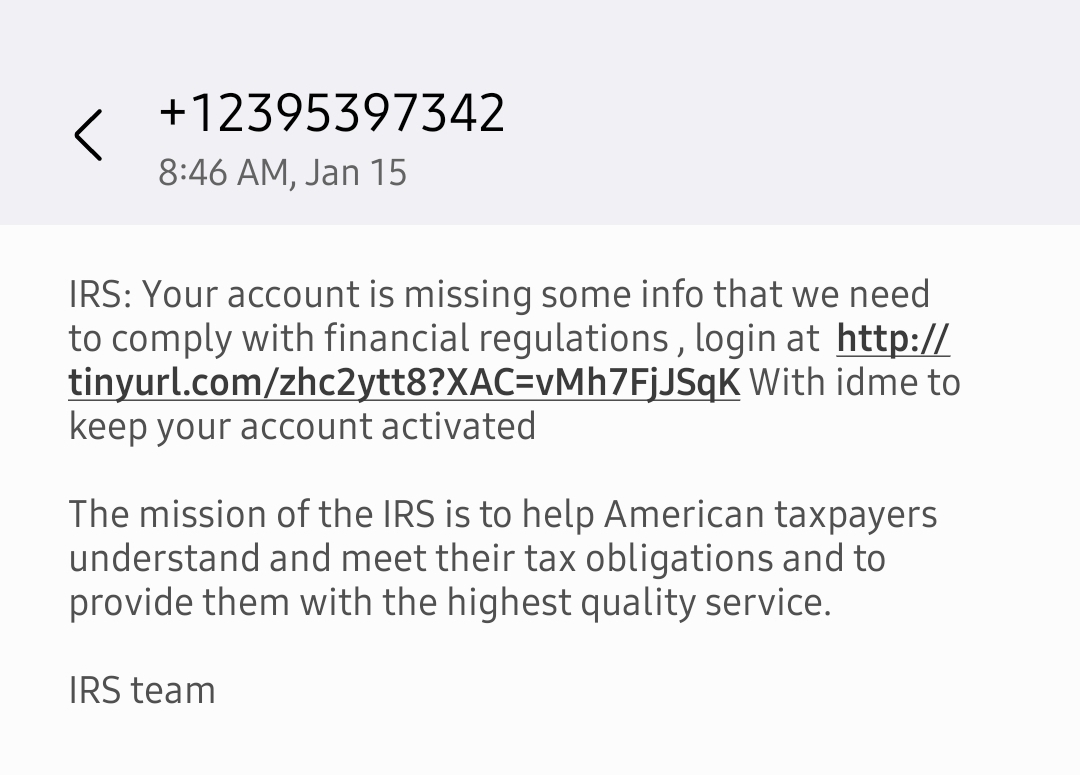 +12395397342
8:46 AM, Jan 15
IRS: Your account is missing some info that we need
to comply with financial regulations , login at  http://
tinyurl.com/zhc2ytt8?XAC=vMh7FjJSqK With idme to
keep your account activated
The mission of the IRS is to help American taxpayers
understand and meet their tax obligations and to
provide them with the highest quality service.
IRS team